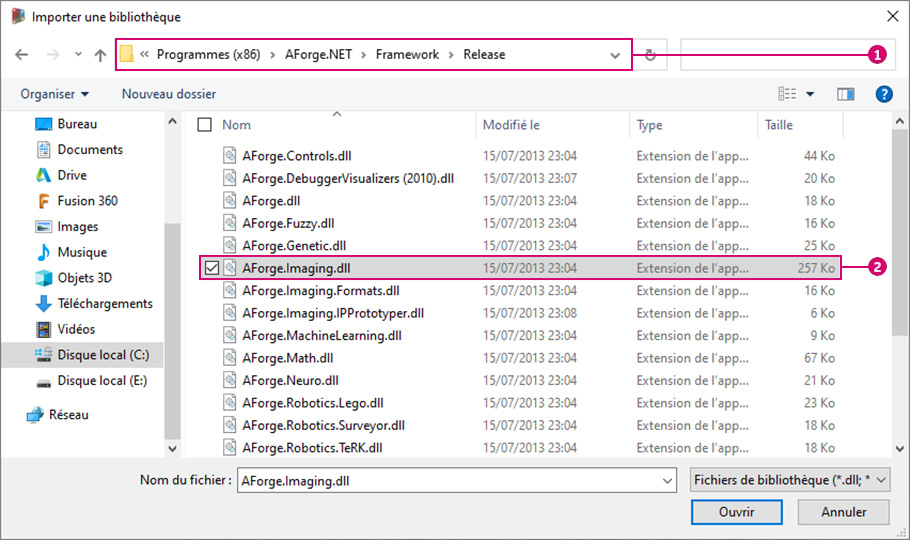 Importer une bibliothèque
« Programmes (x86) > AForge.NET > Framework > Release
1
Organiser
Nouveau dossier
?
Nom
Modifié le
Type
Taille
Bureau
Documents
Drive
Fusion 360
Images
Musique
Objets 3D
Téléchargements
Vidéos
Disque local (C:)
Disque local (E:)
Réseau
AForge.Controls.dll 15/07/2013 23:04 Extension de l'app... 44 Ko
AForge.DebuggerVisualizers (2010).dll 15/07/2013 23:07 Extension de l'app... 20 Ko
AForge.dll 15/07/2013 23:04 Extension de l'app... 18 Ko
AForge.Fuzzy.dll 15/07/2013 23:04 Extension de l'app... 16 Ko
AForge.Genetic.dll 15/07/2013 23:04 Extension de l'app... 25 Ko
AForge.Imaging.dll 15/07/2013 23:04 Extension de l'app... 257 Ko
2
AForge.Imaging.Formats.dll 15/07/2013 23:04 Extension de l'app... 16 Ko
AForge.Imaging.IPPrototyper.dll 15/07/2013 23:08 Extension de l'app... 6 Ko
AForge.MachineLearning.dll 15/07/2013 23:04 Extension de l'app... 9 Ko
AForge.Math.dll 15/07/2013 23:04 Extension de l'app... 67 Ko
AForge.Neuro.dll 15/07/2013 23:04 Extension de l'app... 21 Ko
AForge.Robotics.Lego.dll 15/07/2013 23:04 Extension de l'app... 23 Ko
AForge.Robotics.Surveyor.dll 15/07/2013 23:04 Extension de l'app... 18 Ko
AForge.Robotics.TeRK.dll 15/07/2013 23:04 Extension de l'app... 18 Ko
Nom du fichier : AForge.Imaging.dll
Fichiers de bibliothèque (*.dll; *
Ouvrir
Annuler